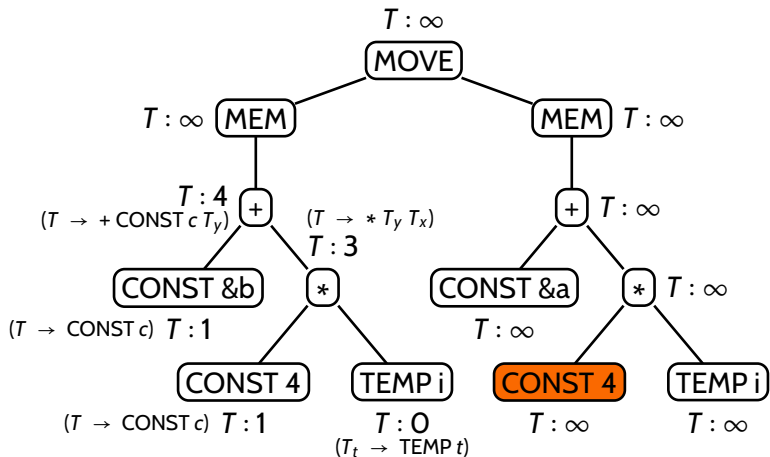 T : ∞
MOVE
T : ∞ MEM MEM T : ∞
T : 4
(T → + CONST c T_y) + (T → * T_y T_x) + T : ∞
T : 3
CONST &b * CONST &a * T : ∞
(T → CONST c) T : 1 T : ∞
CONST 4 TEMP i CONST 4 TEMP i
(T → CONST c) T : 1 T : 0 T : ∞ T : ∞
(T_t → TEMP t)